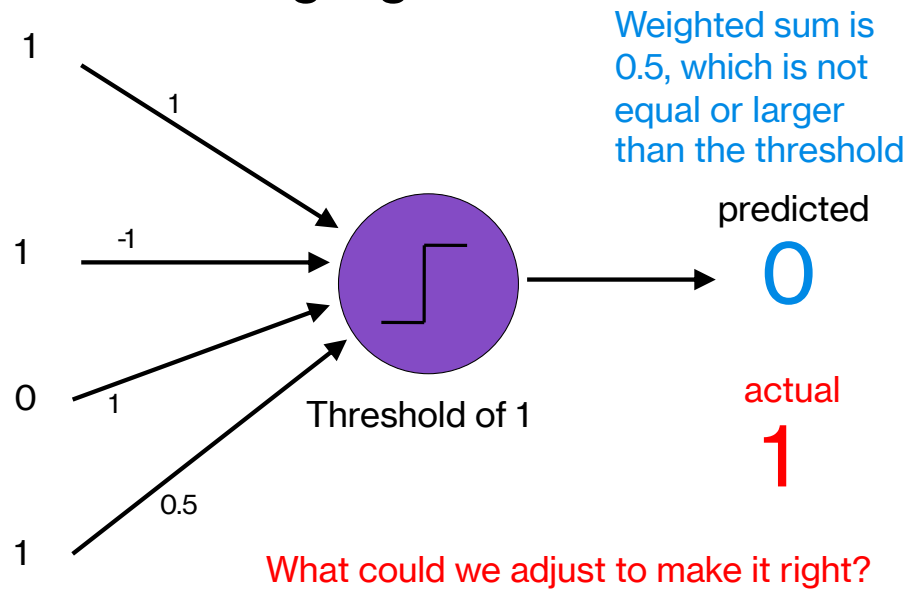 1
1
1
-1
0
1
1
0.5
Threshold of 1
Weighted sum is
0.5, which is not
equal or larger
than the threshold
predicted
0
actual
1
What could we adjust to make it right?